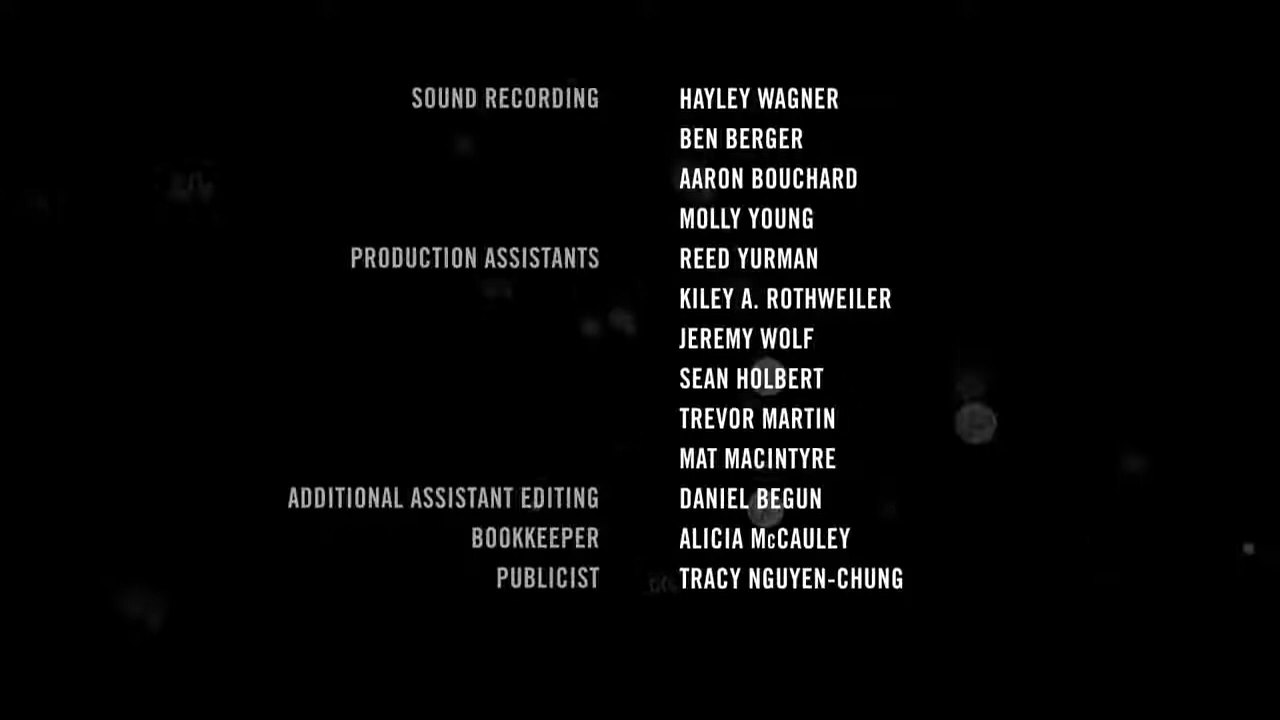 SOUND RECORDING HAYLEY WAGNER
BEN BERGER
AARON BOUCHARD
MOLLY YOUNG
PRODUCTION ASSISTANTS REED YURMAN
KILEY A. ROTHWEILER
JEREMY WOLF
SEAN HOLBERT
TREVOR MARTIN
MAT MACINTYRE
ADDITIONAL ASSISTANT EDITING DANIEL BEGUN
BOOKKEEPER ALICIA McCAULEY
PUBLICIST TRACY NGUYEN-CHUNG